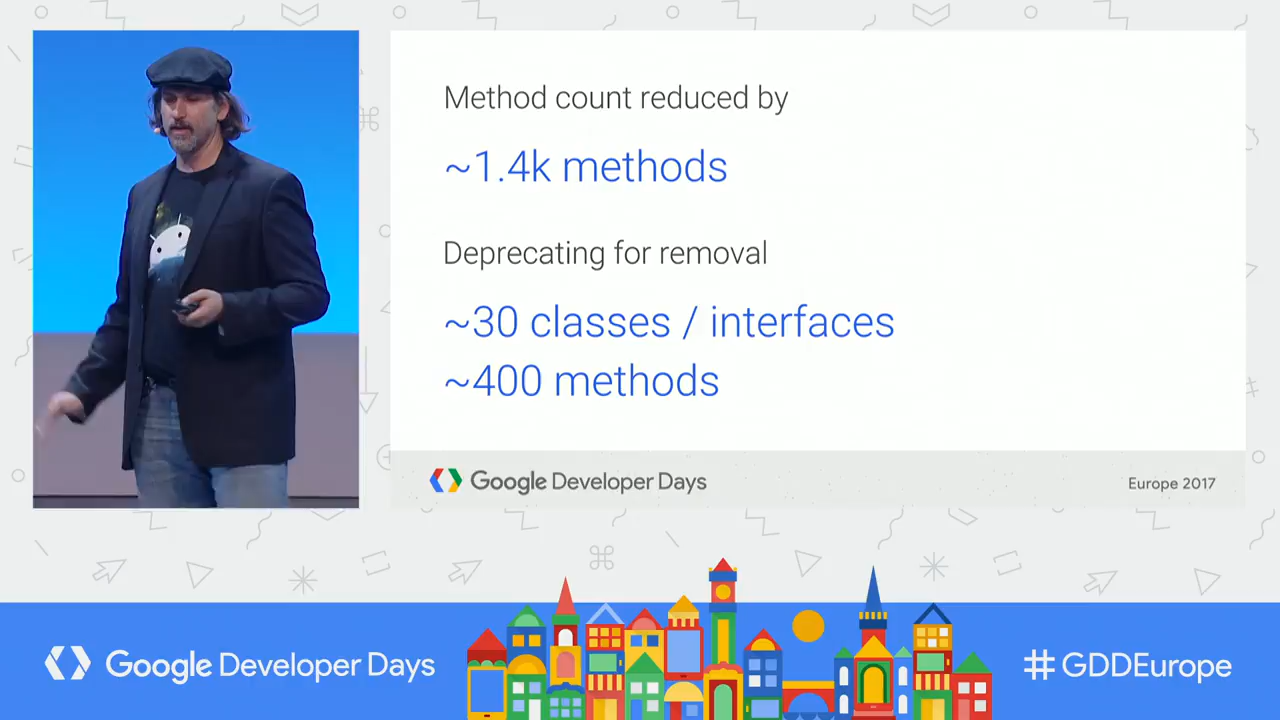 Method count reduced by
~1.4k methods
Deprecating for removal
~30 classes / interfaces
~400 methods
Google Developer Days
Europe 2017
Google Developer Days
#GDDEurope